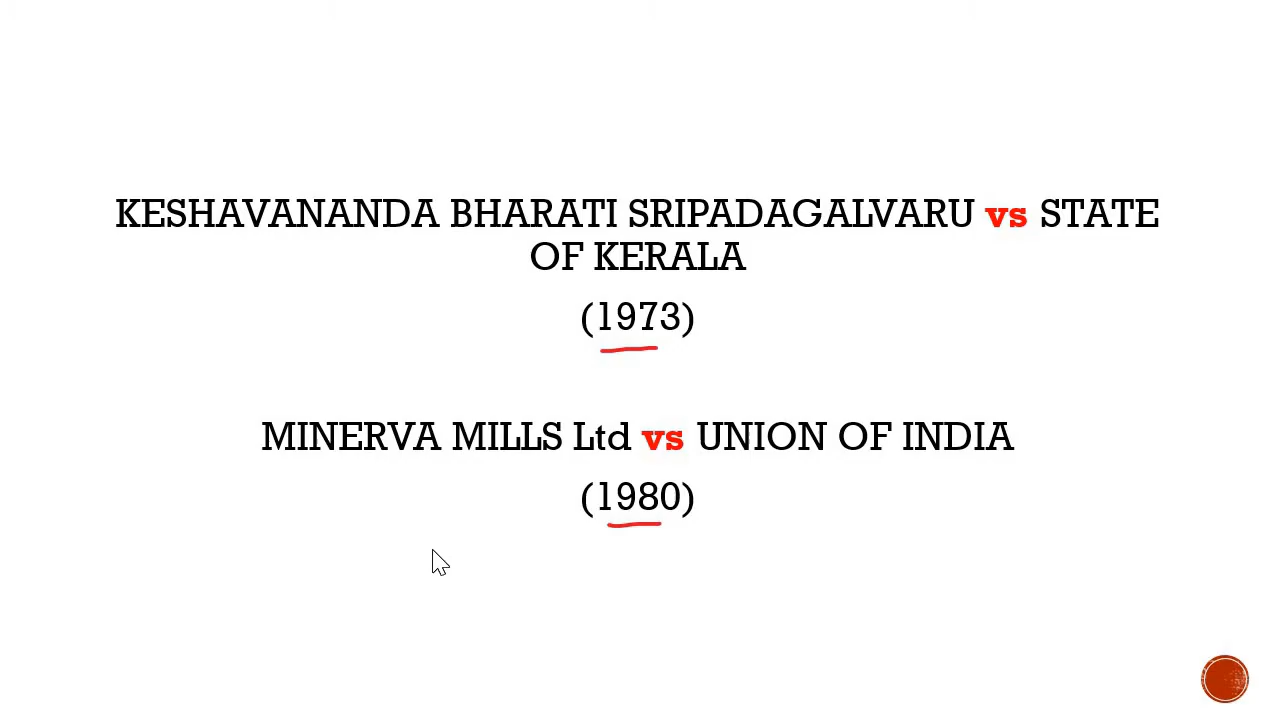 KESHAVANANDA BHARATI SRIPADAGALVARU vs STATE
OF KERALA
(1973)
MINERVA MILLS Ltd vs UNION OF INDIA
(1980)